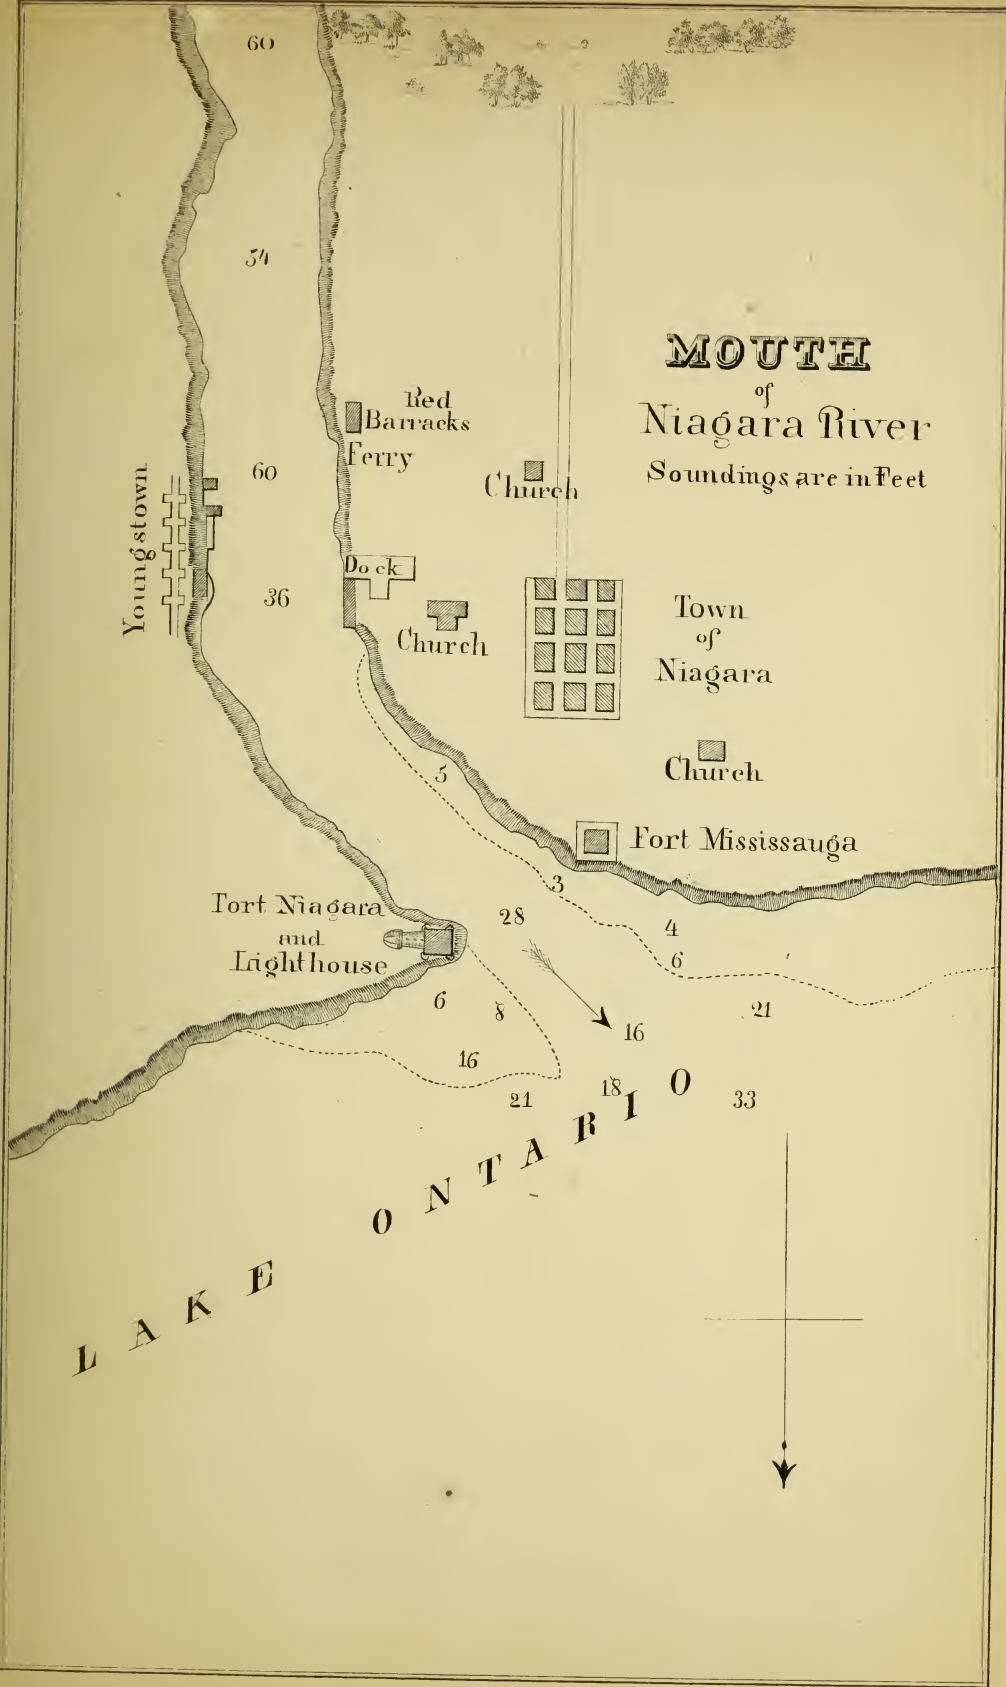 60
54
MOUTH
of
Niagara River
Soundings are in Feet
Red
Barracks
Ferry
60
Church
Youngstown
Dock
36
Church
Town
of
Niagara
Church
5
Fort Mississauga
3
Fort Niagara
and
Lighthouse
28
4
6
6
8
21
16
16
18
21
33
LAKE ONTARIO